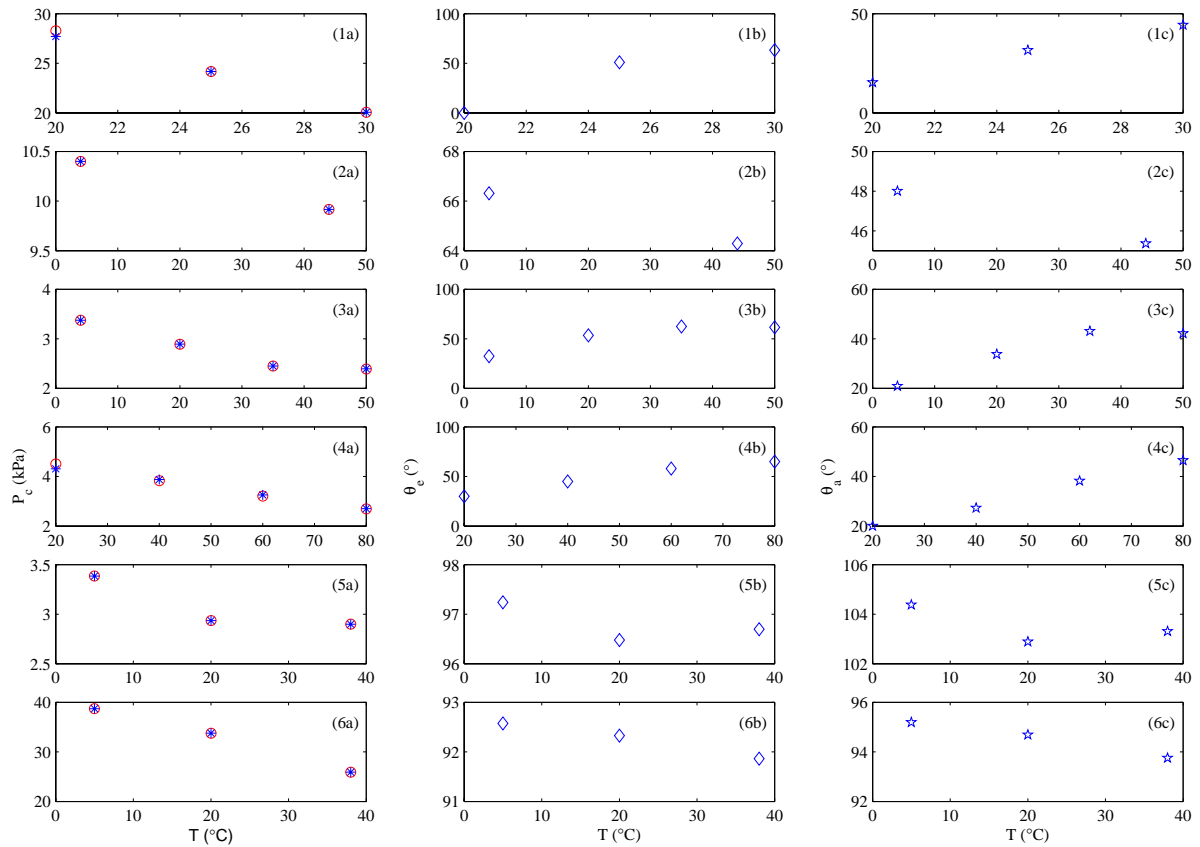 30
25
20
20 22 24 26 28 30
(1a)
100
50
0
20 22 24 26 28 30
(1b)
50
0
20 22 24 26 28 30
(1c)
10.5
10
9.5
0 10 20 30 40 50
(2a)
68
66
64
0 10 20 30 40 50
(2b)
50
48
46
0 10 20 30 40 50
(2c)
4
3
2
0 10 20 30 40 50
(3a)
100
50
0
0 10 20 30 40 50
(3b)
60
40
20
0 10 20 30 40 50
(3c)
P_c (kPa)
6
4
2
20 30 40 50 60 70 80
(4a)
θ_e (°)
100
50
0
20 30 40 50 60 70 80
(4b)
θ_a (°)
60
40
20
20 30 40 50 60 70 80
(4c)
3.5
3
2.5
0 10 20 30 40
(5a)
98
97
96
0 10 20 30 40
(5b)
106
104
102
0 10 20 30 40
(5c)
40
30
20
0 10 20 30 40
(6a)
T (°C)
93
92
91
0 10 20 30 40
(6b)
T (°C)
96
94
92
0 10 20 30 40
(6c)
T (°C)